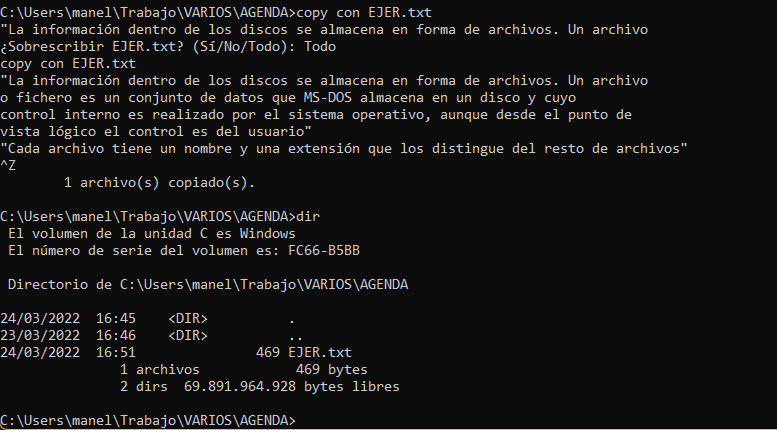 C:\Users\manel\Trabajo\VARIOS\AGENDA>copy con EJER.txt
"La información dentro de los discos se almacena en forma de archivos. Un archivo
¿Sobrescribir EJER.txt? (Sí/No/Todo): Todo
copy con EJER.txt
"La información dentro de los discos se almacena en forma de archivos. Un archivo
o fichero es un conjunto de datos que MS-DOS almacena en un disco y cuyo
control interno es realizado por el sistema operativo, aunque desde el punto de
vista lógico el control es del usuario"
"Cada archivo tiene un nombre y una extensión que los distingue del resto de archivos"
^Z
        1 archivo(s) copiado(s).
C:\Users\manel\Trabajo\VARIOS\AGENDA>dir
 El volumen de la unidad C es Windows
 El número de serie del volumen es: FC66-B5BB
 Directorio de C:\Users\manel\Trabajo\VARIOS\AGENDA
24/03/2022  16:45    <DIR>          .
23/03/2022  16:46    <DIR>          ..
24/03/2022  16:51               469 EJER.txt
               1 archivos            469 bytes
               2 dirs  69.891.964.928 bytes libres
C:\Users\manel\Trabajo\VARIOS\AGENDA>